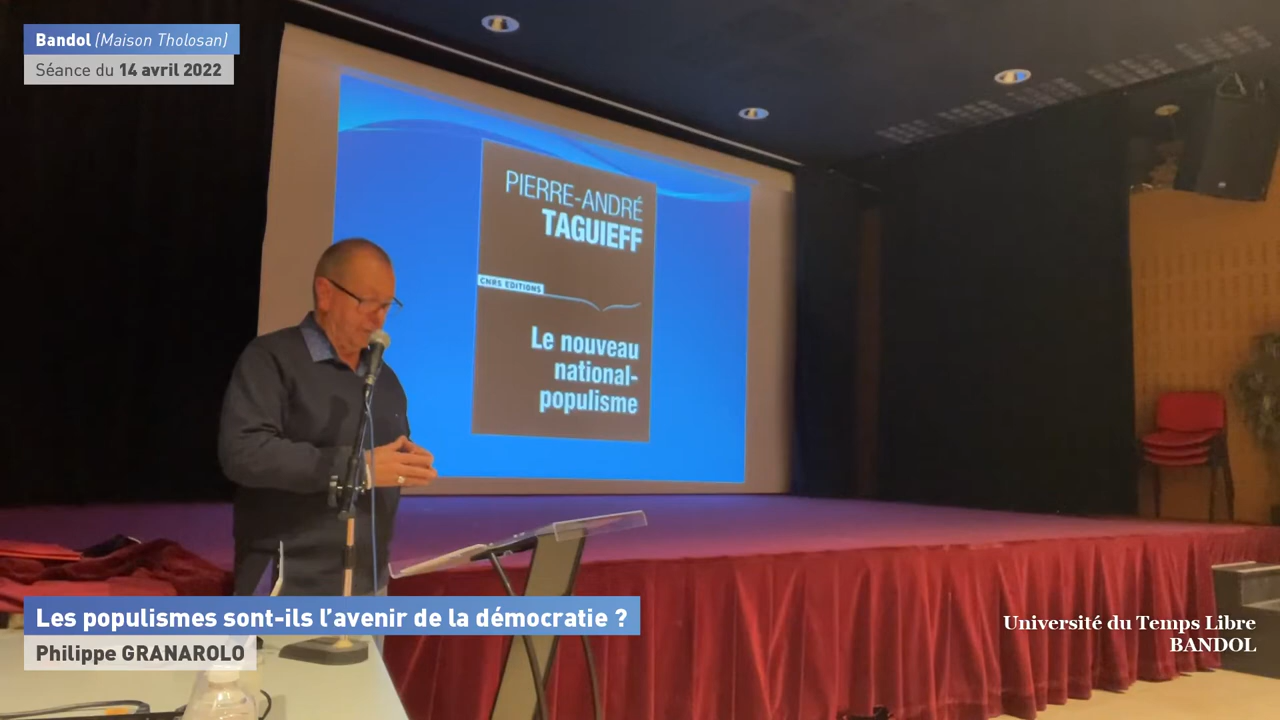 Bandol (Maison Tholosan)
Séance du 14 avril 2022
PIERRE-ANDRÉ
TAGUIEFF
CNRS EDITIONS
Le nouveau
national-
populisme
Les populismes sont-ils l’avenir de la démocratie ?
Philippe GRANAROLO
Université du Temps Libre
BANDOL